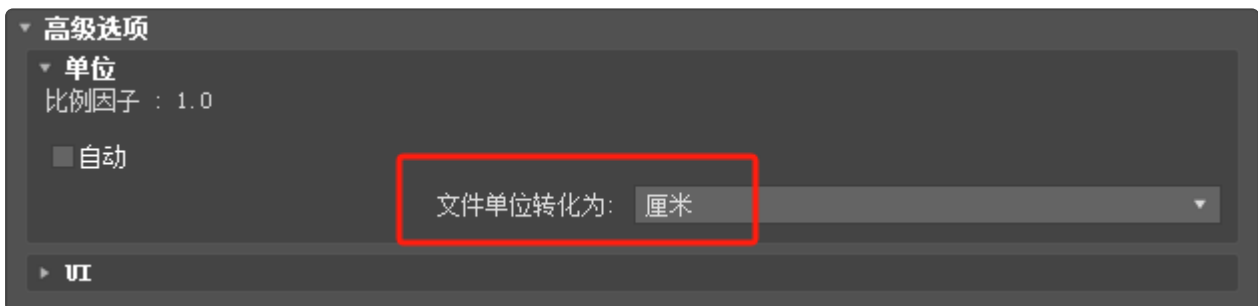 高级选项
单位
比例因子 : 1.0
自动
文件单位转化为: 厘米
UI